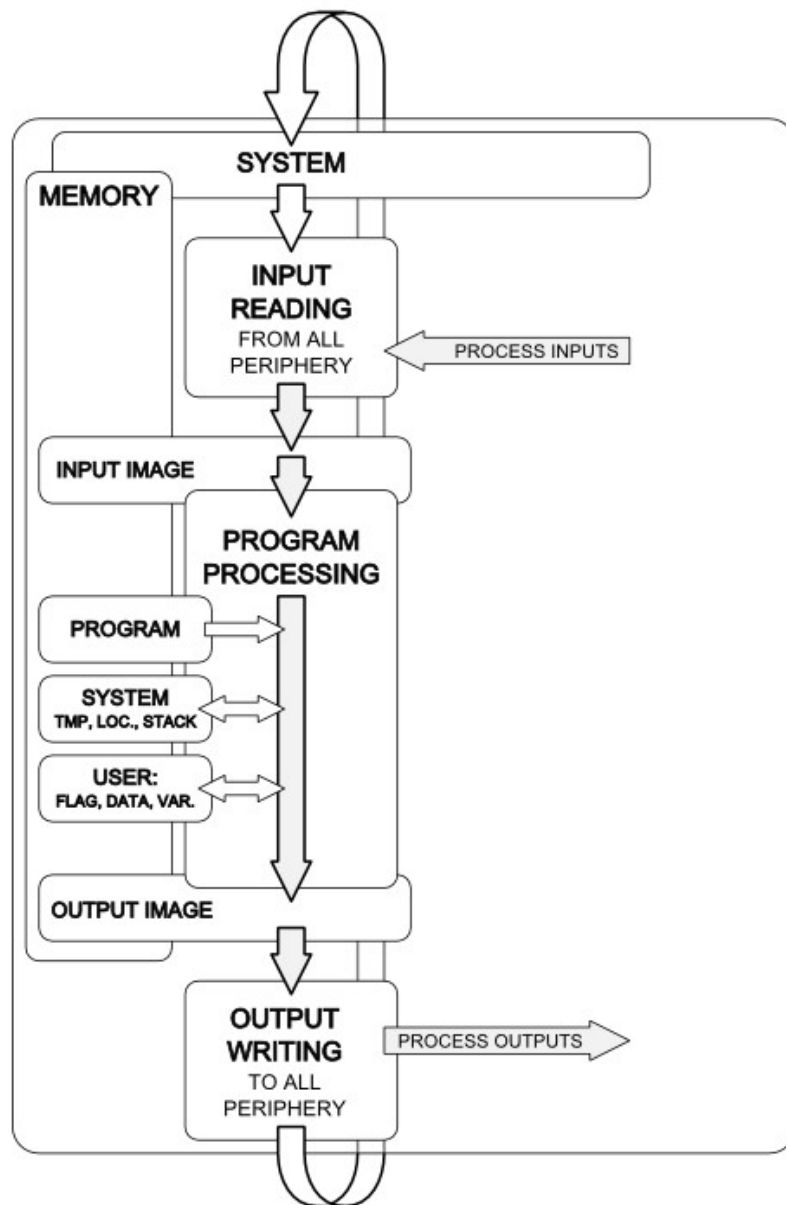 SYSTEM
MEMORY
INPUT
READING
FROM ALL
PERIPHERY
PROCESS INPUTS
INPUT IMAGE
PROGRAM
PROCESSING
PROGRAM
SYSTEM
TMP, LOC., STACK
USER:
FLAG, DATA, VAR.
OUTPUT IMAGE
OUTPUT
WRITING
TO ALL
PERIPHERY
PROCESS OUTPUTS